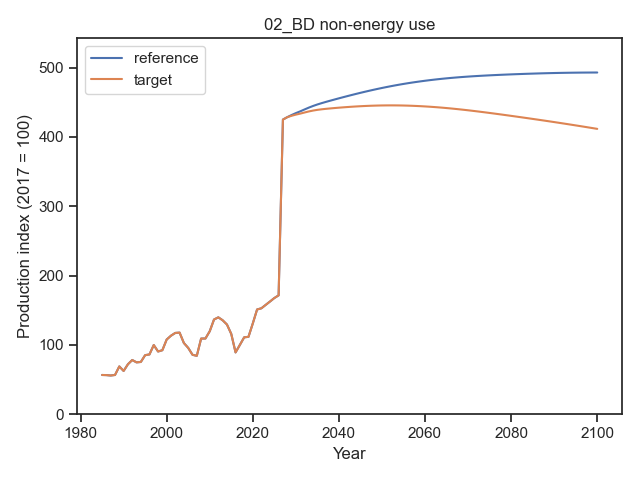 02_BD non-energy use
reference
target
Production index (2017 = 100)
500
400
300
200
100
0
1980 2000 2020 2040 2060 2080 2100
Year